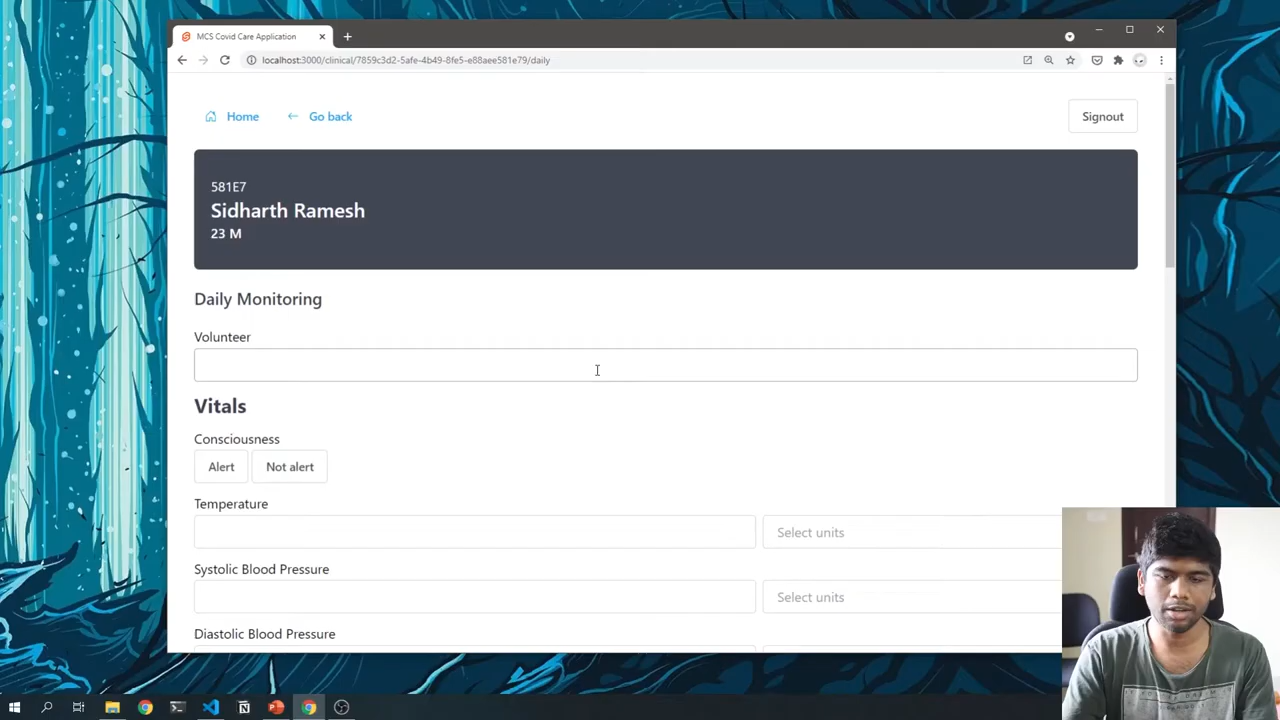 MCS Covid Care Application
localhost:3000/clinical/7859c3d2-5afe-4b49-8fe5-e88aee581e79/daily
Home
Go back
Signout
581E7
Sidharth Ramesh
23 M
Daily Monitoring
Volunteer
Vitals
Consciousness
Alert
Not alert
Temperature
Select units
Systolic Blood Pressure
Select units
Diastolic Blood Pressure